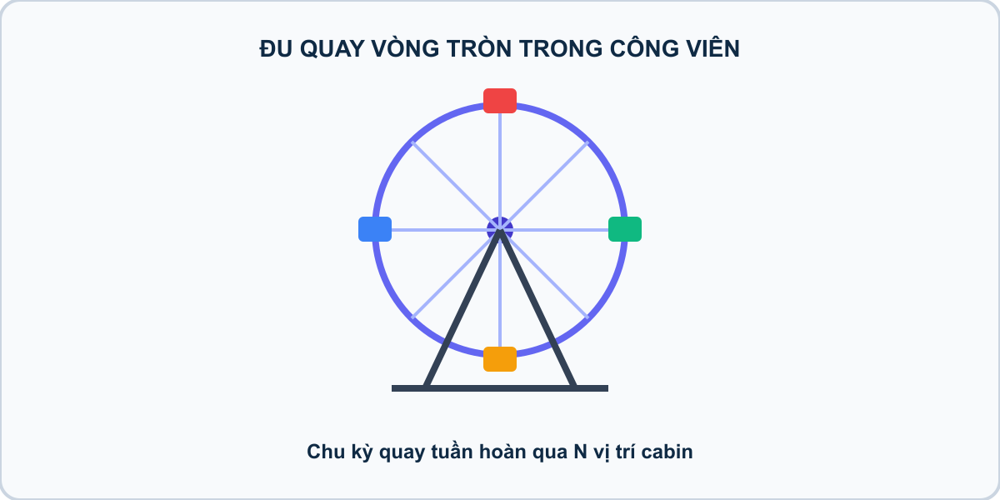 ĐU QUAY VÒNG TRÒN TRONG CÔNG VIÊN
Chu kỳ quay tuần hoàn qua N vị trí cabin